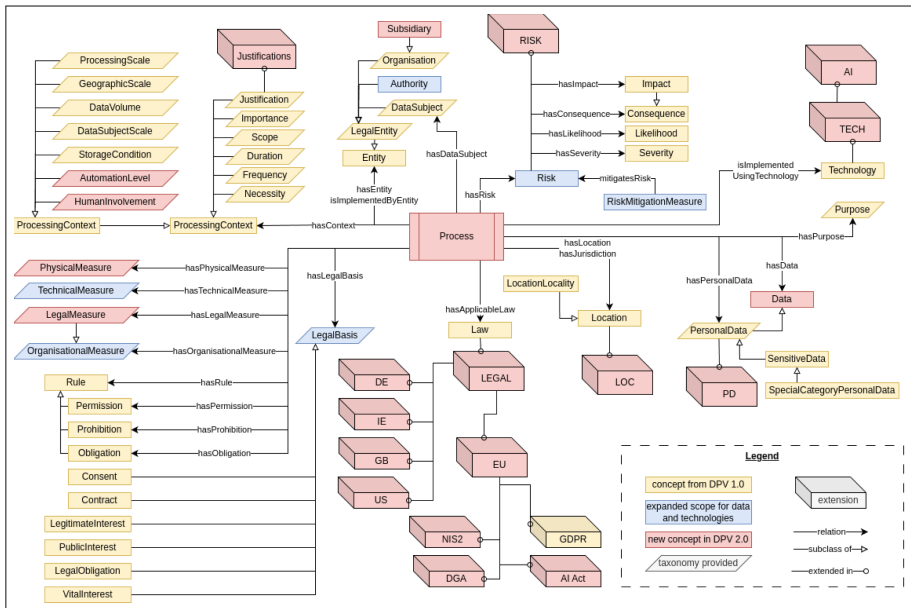 Subsidiary
RISK
ProcessingScale
Justifications
Organisation
AI
GeographicScale
Authority
hasImpact
Impact
DataVolume
Justification
DataSubject
hasConsequence
Consequence
TECH
DataSubjectScale
Importance
LegalEntity
hasLikelihood
Likelihood
StorageCondition
Scope
Entity
hasDataSubject
hasSeverity
Severity
isImplemented
UsingTechnology
Technology
AutomationLevel
Duration
Risk
mitigatesRisk
HumanInvolvement
Frequency
hasEntity
isImplementedByEntity
hasRisk
RiskMitigationMeasure
Necessity
Purpose
ProcessingContext
ProcessingContext
hasContext
Process
hasPurpose
hasLocation
hasJurisdiction
PhysicalMeasure
hasPhysicalMeasure
hasLegalBasis
hasData
TechnicalMeasure
hasTechnicalMeasure
LocationLocality
hasPersonalData
Data
LegalMeasure
hasLegalMeasure
hasApplicableLaw
Location
OrganisationalMeasure
hasOrganisationalMeasure
LegalBasis
Law
PersonalData
SensitiveData
Rule
hasRule
DE
LEGAL
LOC
PD
SpecialCategoryPersonalData
Permission
hasPermission
IE
Prohibition
hasProhibition
Obligation
hasObligation
GB
EU
Legend
Consent
US
concept from DPV 1.0
extension
Contract
expanded scope for data
and technologies
LegitimateInterest
NIS2
GDPR
relation
PublicInterest
new concept in DPV 2.0
subclass of
LegalObligation
DGA
AI Act
taxonomy provided
extended in
VitalInterest